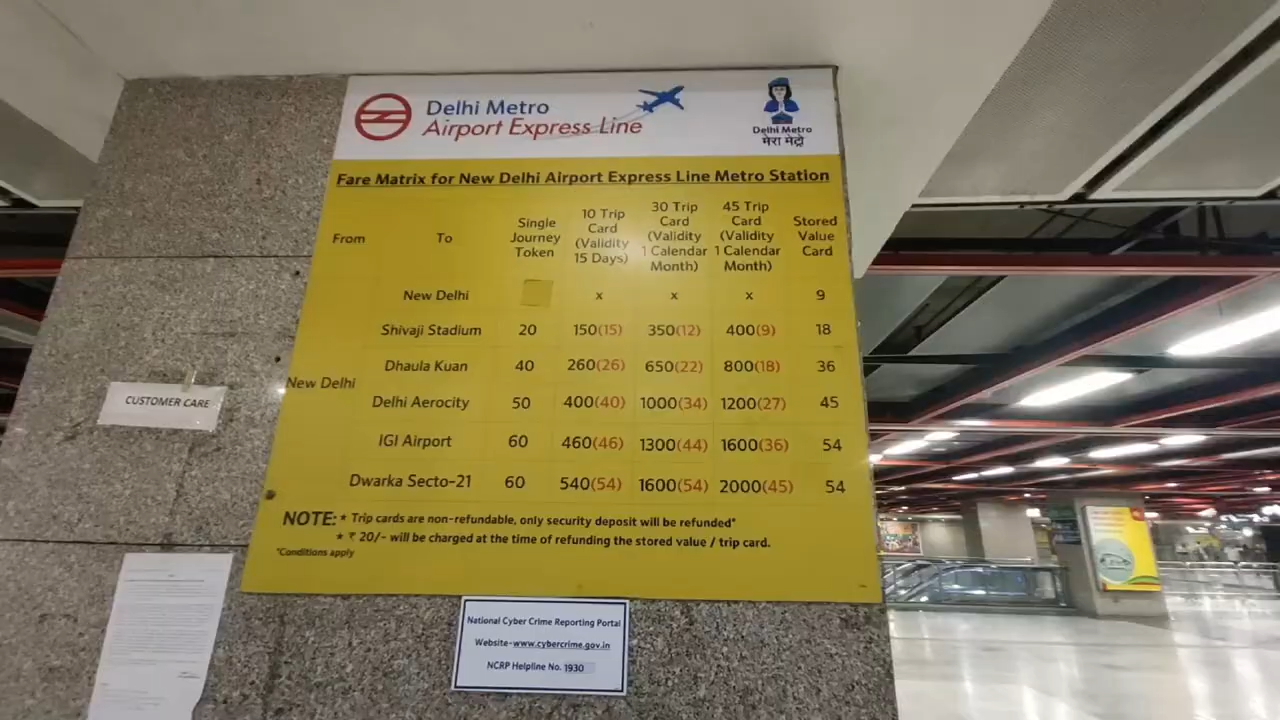 Delhi Metro
Airport Express Line
Delhi Metro
मेरा मेट्रो
Fare Matrix for New Delhi Airport Express Line Metro Station
From To Single Journey Token 10 Trip Card (Validity 15 Days) 30 Trip Card (Validity 1 Calendar Month) 45 Trip Card (Validity 1 Calendar Month) Stored Value Card
New Delhi x x x 9
Shivaji Stadium 20 150(15) 350(12) 400(9) 18
Dhaula Kuan 40 260(26) 650(22) 800(18) 36
New Delhi
Delhi Aerocity 50 400(40) 1000(34) 1200(27) 45
IGI Airport 60 460(46) 1300(44) 1600(36) 54
Dwarka Secto-21 60 540(54) 1600(54) 2000(45) 54
NOTE: * Trip cards are non-refundable, only security deposit will be refunded*
* ₹ 20/- will be charged at the time of refunding the stored value / trip card.
*Conditions apply
CUSTOMER CARE
National Cyber Crime Reporting Portal
Website-www.cybercrime.gov.in
NCRP Helpline No. 1930